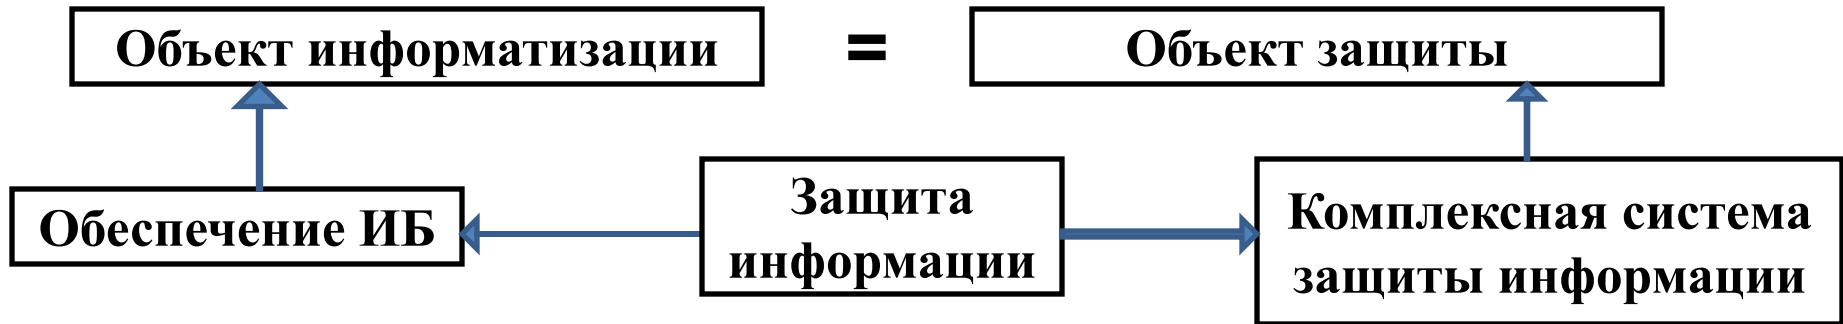 Объект информатизации
=
Объект защиты
Обеспечение ИБ
Защита
информации
Комплексная система
защиты информации